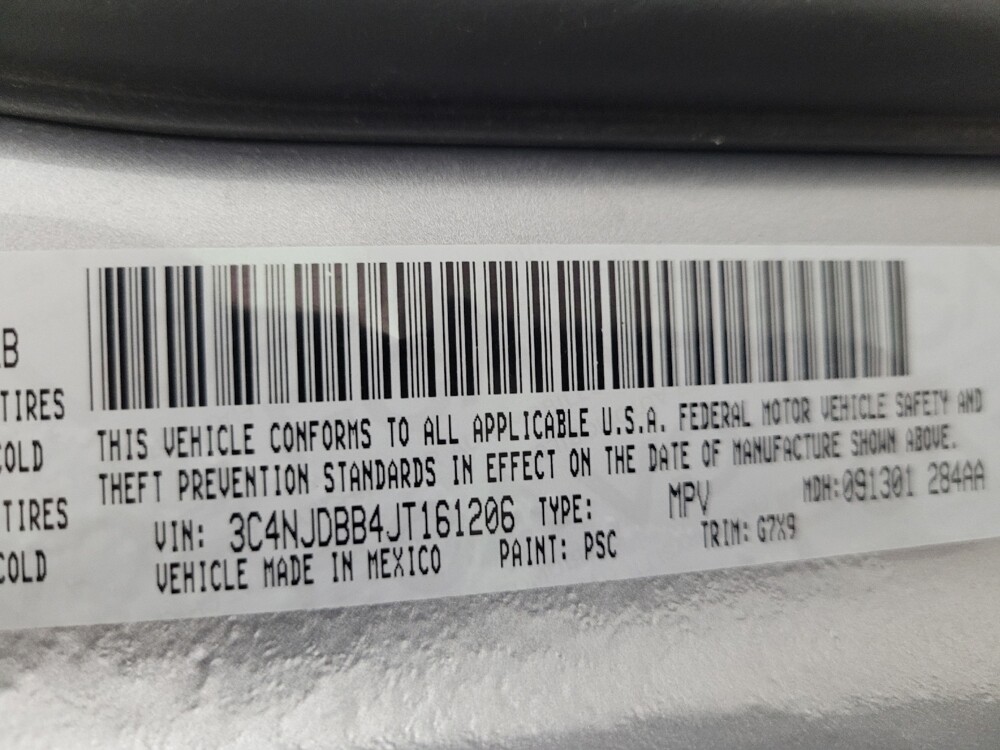 B
TIRES
COLD
TIRES
COLD
THIS VEHICLE CONFORMS TO ALL APPLICABLE U.S.A. FEDERAL MOTOR VEHICLE SAFETY AND
THEFT PREVENTION STANDARDS IN EFFECT ON THE DATE OF MANUFACTURE SHOWN ABOVE.
VIN: 3C4NJDBB4JT161206 TYPE: MPV MDH:091301 284AA
VEHICLE MADE IN MEXICO PAINT: PSC TRIM: G7X9